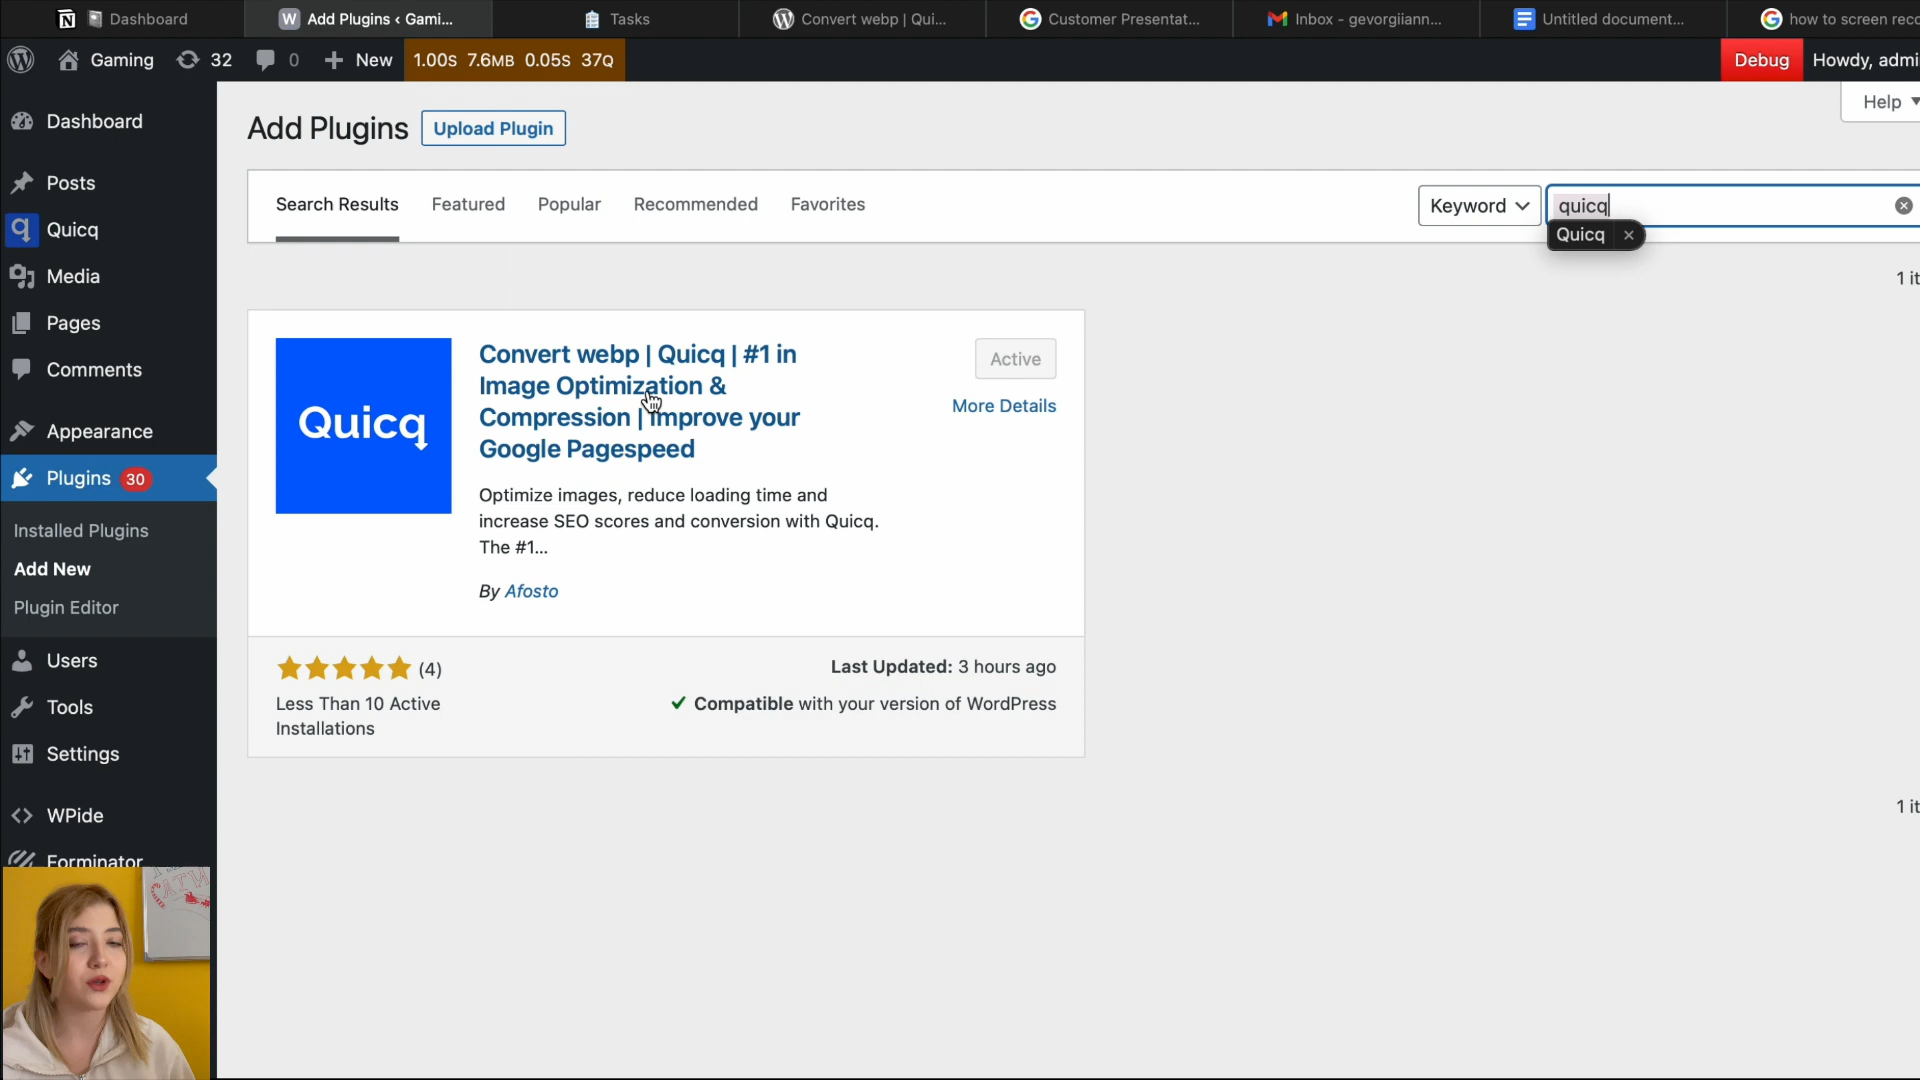 Dashboard
Add Plugins ‹ Gami...
Tasks
Convert webp | Qui...
Customer Presentat...
Inbox - gevorgiiann...
Untitled document...
how to screen reco
Gaming
32
0
New
1.00s 7.6MB 0.05s 37Q
Debug
Howdy, admi
Help
Dashboard
Posts
Quicq
Media
Pages
Comments
Appearance
Plugins 30
Installed Plugins
Add New
Plugin Editor
Users
Tools
Settings
WPide
Forminator
Add Plugins
Upload Plugin
Search Results
Featured
Popular
Recommended
Favorites
Keyword
quicq
Quicq
1 it
Quicq
Convert webp | Quicq | #1 in
Image Optimization &
Compression | Improve your
Google Pagespeed
Active
More Details
Optimize images, reduce loading time and
increase SEO scores and conversion with Quicq.
The #1...
By Afosto
(4)
Less Than 10 Active
Installations
Last Updated: 3 hours ago
Compatible with your version of WordPress
1 it